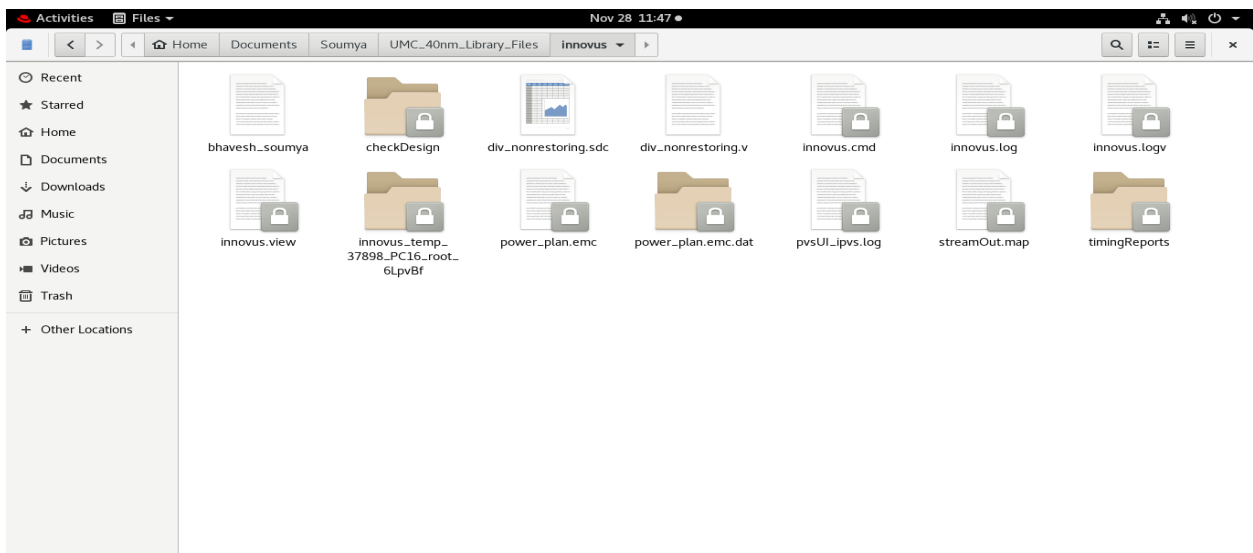 Activities Files Nov 28 11:47
Home Documents Soumya UMC_40nm_Library_Files innovus
Recent
Starred
Home
Documents
Downloads
Music
Pictures
Videos
Trash
+ Other Locations
bhavesh_soumya checkDesign div_nonrestoring.sdc div_nonrestoring.v innovus.cmd innovus.log innovus.logv
innovus.view innovus_temp_ power_plan.emc power_plan.emc.dat pvsUI_ipvs.log streamOut.map timingReports
37898_PC16_root_
6LpvBf